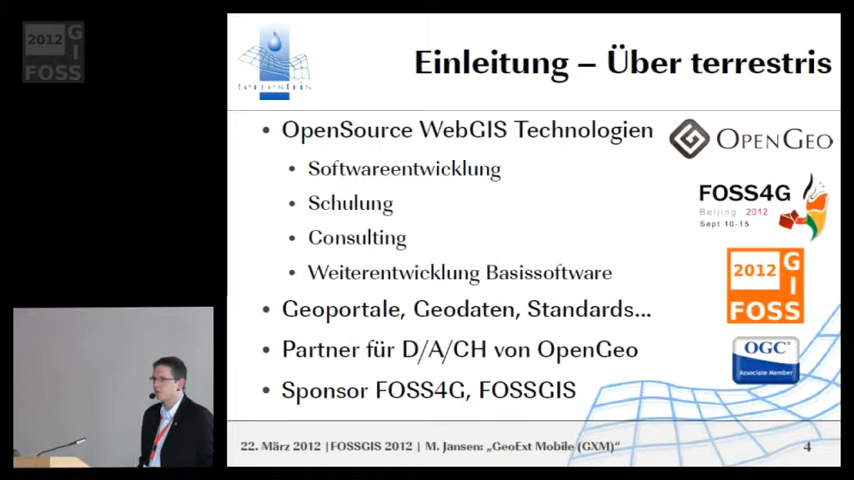 2012 G
I
FOSS
terrestris
Einleitung – Über terrestris
• OpenSource WebGIS Technologien
• Softwareentwicklung
• Schulung
• Consulting
• Weiterentwicklung Basissoftware
• Geoportale, Geodaten, Standards...
• Partner für D/A/CH von OpenGeo
• Sponsor FOSS4G, FOSSGIS
OPENGEO
FOSS4G
Beijing 2012
Sept 10-15
2012 G
I
FOSS
OGC®
Associate Member
22. März 2012 |FOSSGIS 2012 | M. Jansen: „GeoExt Mobile (GXM)“ 4